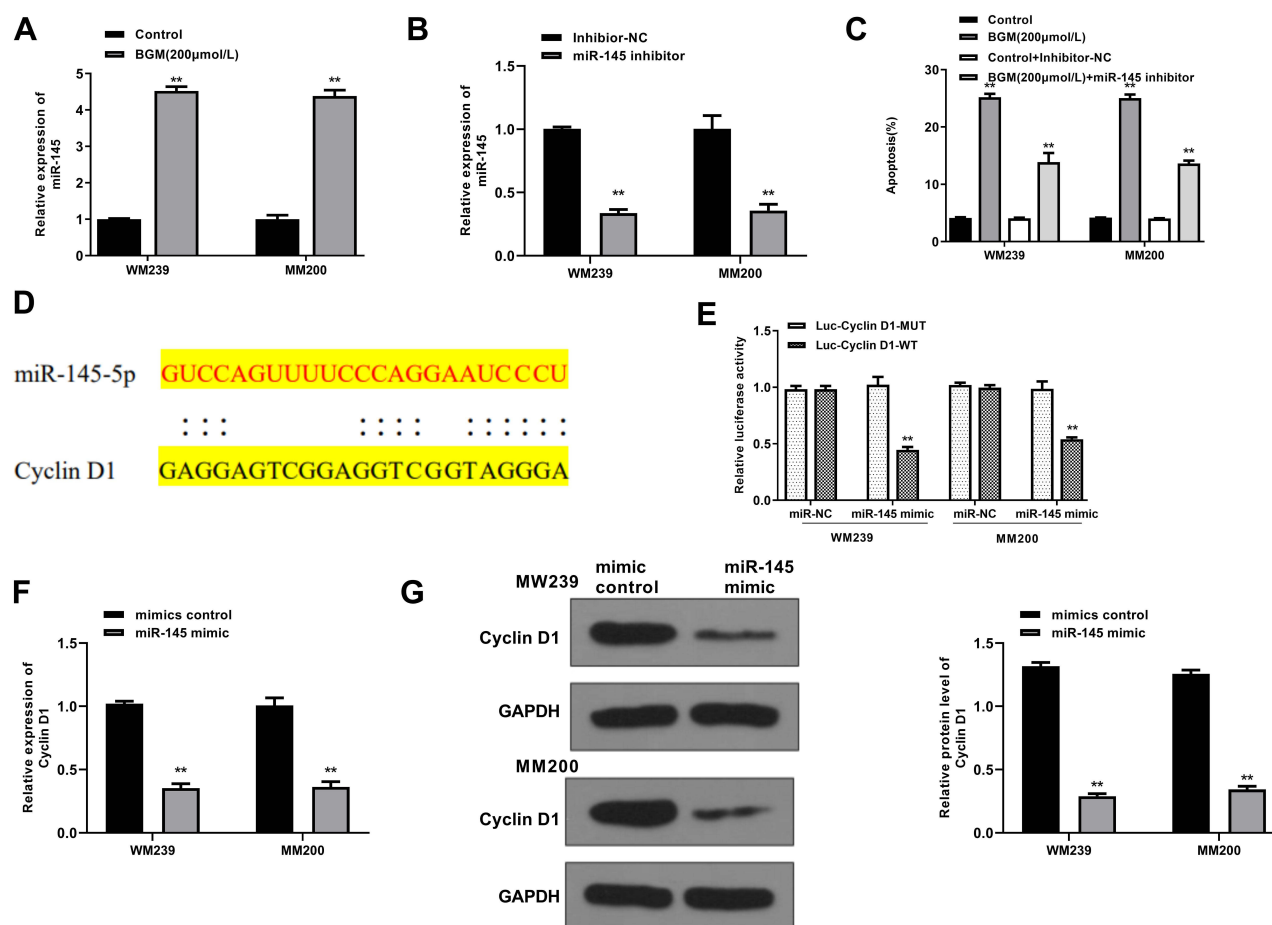 A
Control
BGM(200μmol/L)
Relative expression of
miR-145
5
4
3
2
1
0
**
**
WM239
MM200
B
Inhibior-NC
miR-145 inhibitor
Relative expression of
miR-145
1.5
1.0
0.5
0.0
**
**
WM239
MM200
C
Control
BGM(200μmol/L)
Control+Inhibitor-NC
BGM(200μmol/L)+miR-145 inhibitor
Apoptosis(%)
30
20
10
0
**
**
**
**
WM239
MM200
D
miR-145-5p
GUCCAGUUUUCCCAGGAAUCCCU
: : : : : : : : : : : : :
Cyclin D1
GAGGAGTCGGAGGTCGGTAGGGA
E
Luc-Cyclin D1-MUT
Luc-Cyclin D1-WT
Relative luciferase activity
1.5
1.0
0.5
0.0
**
**
miR-NC
miR-145 mimic
miR-NC
miR-145 mimic
WM239
MM200
F
mimics control
miR-145 mimic
Relative expression of
Cyclin D1
1.5
1.0
0.5
0.0
**
**
WM239
MM200
G
MW239
mimic
control
miR-145
mimic
Cyclin D1
GAPDH
MM200
Cyclin D1
GAPDH
mimics control
miR-145 mimic
Relative protein level of
Cyclin D1
1.5
1.0
0.5
0.0
**
**
WM239
MM200